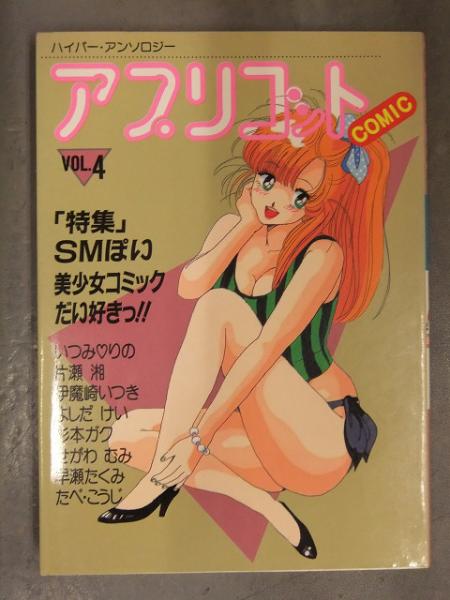 ハイパー・アンソロジー
アプリコット
COMIC
VOL.4
「特集」
SMぽい
美少女コミック
だい好きっ!!
いつみ♡りの
片瀬 湘
伊魔崎いつき
よしだ けい
杉本ガク
せがわ むみ
早瀬たくみ
たべ・こうじ